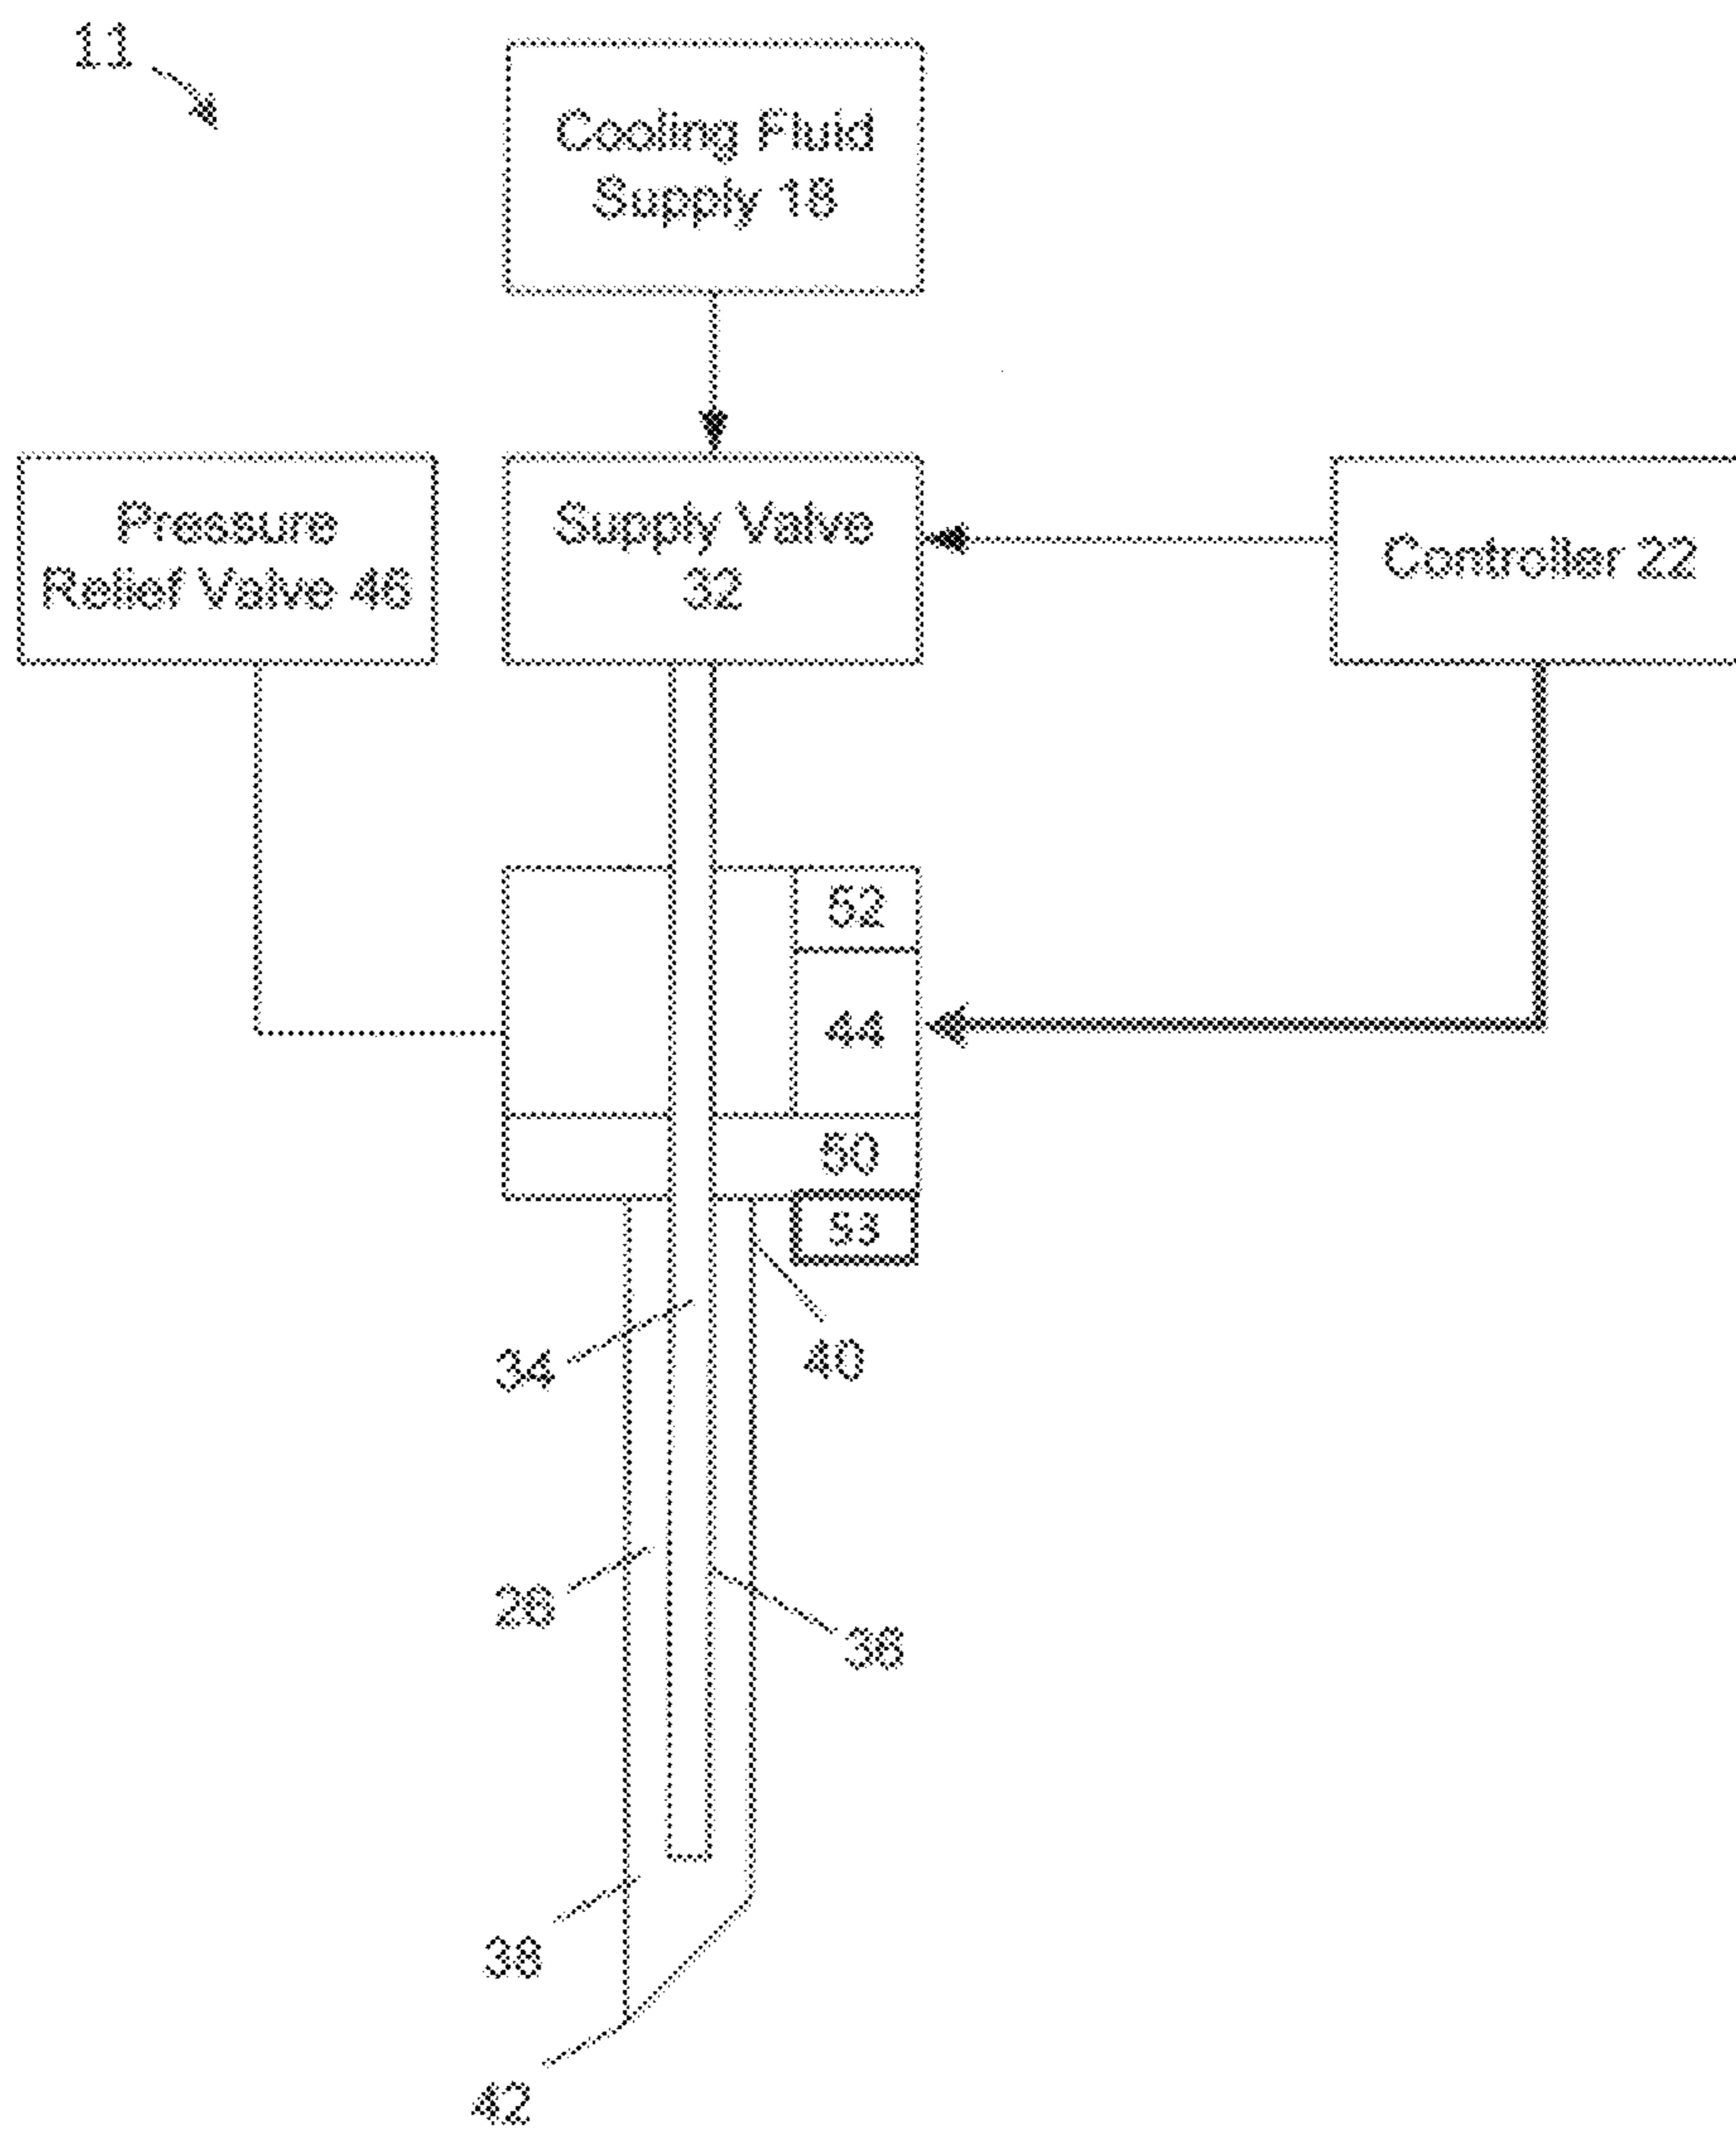 11
Cooling Fluid
Supply 18
Pressure
Relief Valve 46
Supply Valve
32
Controller 22
52
44
50
53
34
40
26
36
38
42